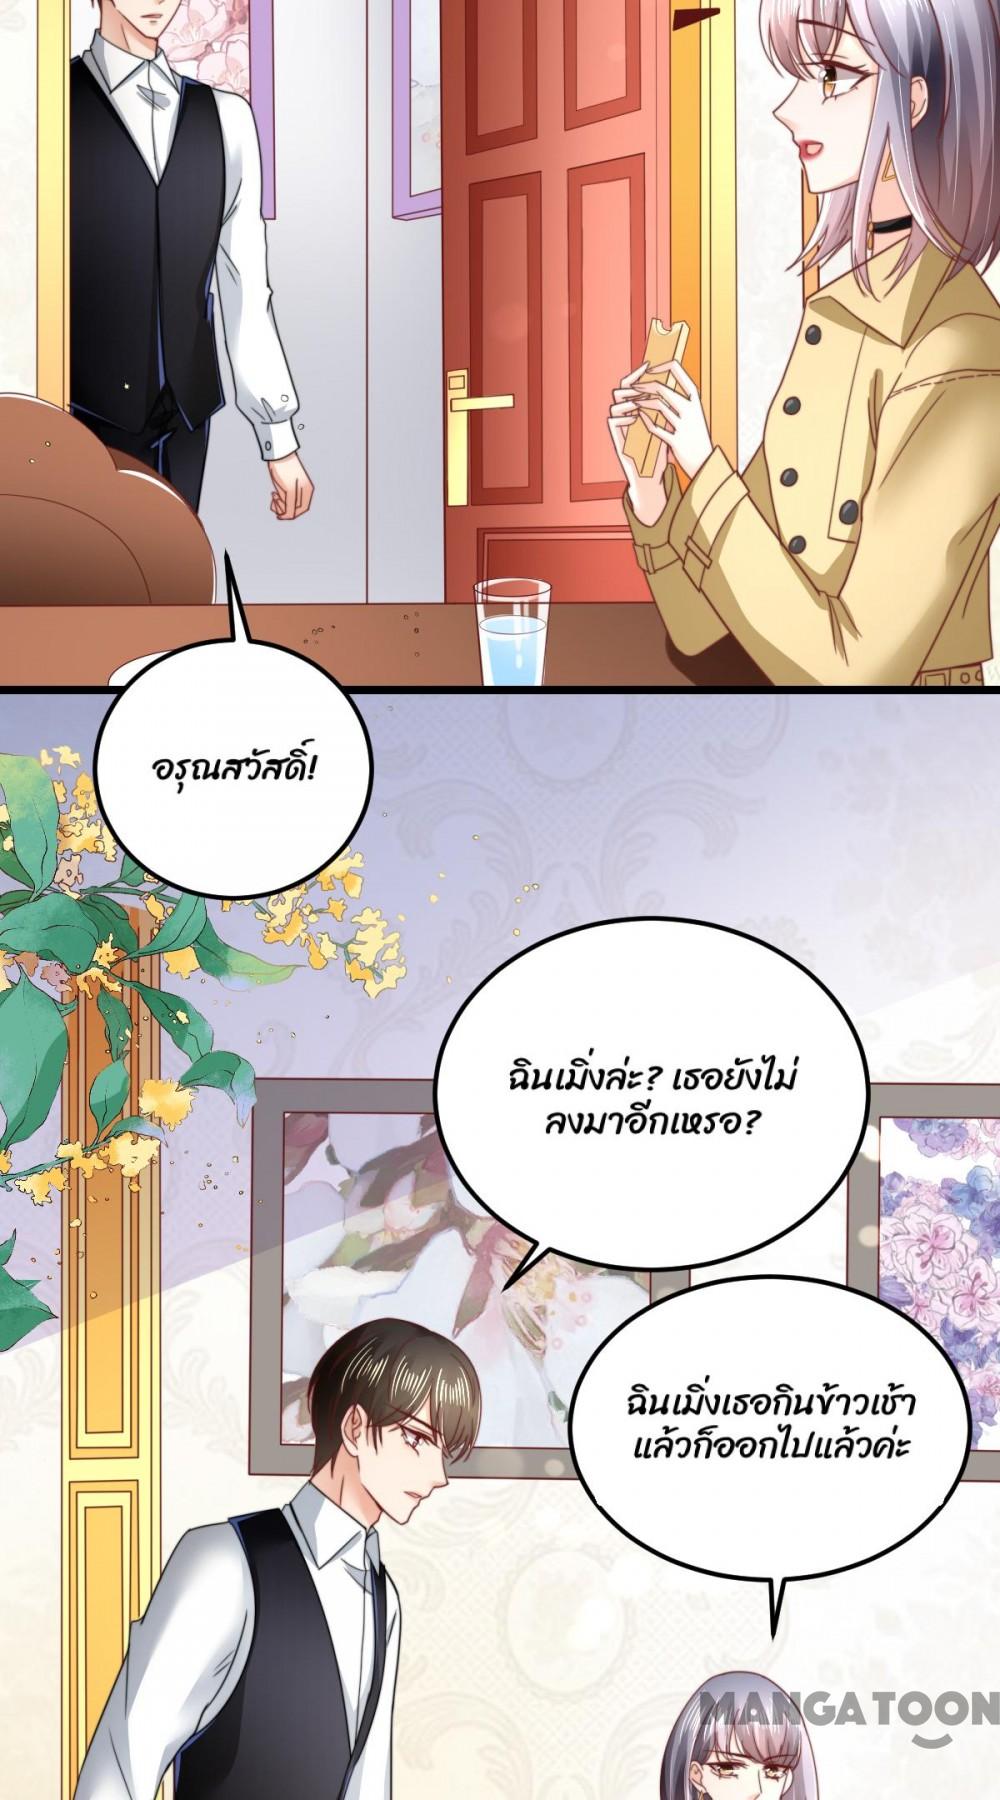 อรุณสวัสดิ์!
ฉินเมิ่งล่ะ? เธอยังไม่
ลงมาอีกเหรอ?
ฉินเมิ่งเธอกินข้าวเช้า
แล้วก็ออกไปแล้วค่ะ
MANGATOON